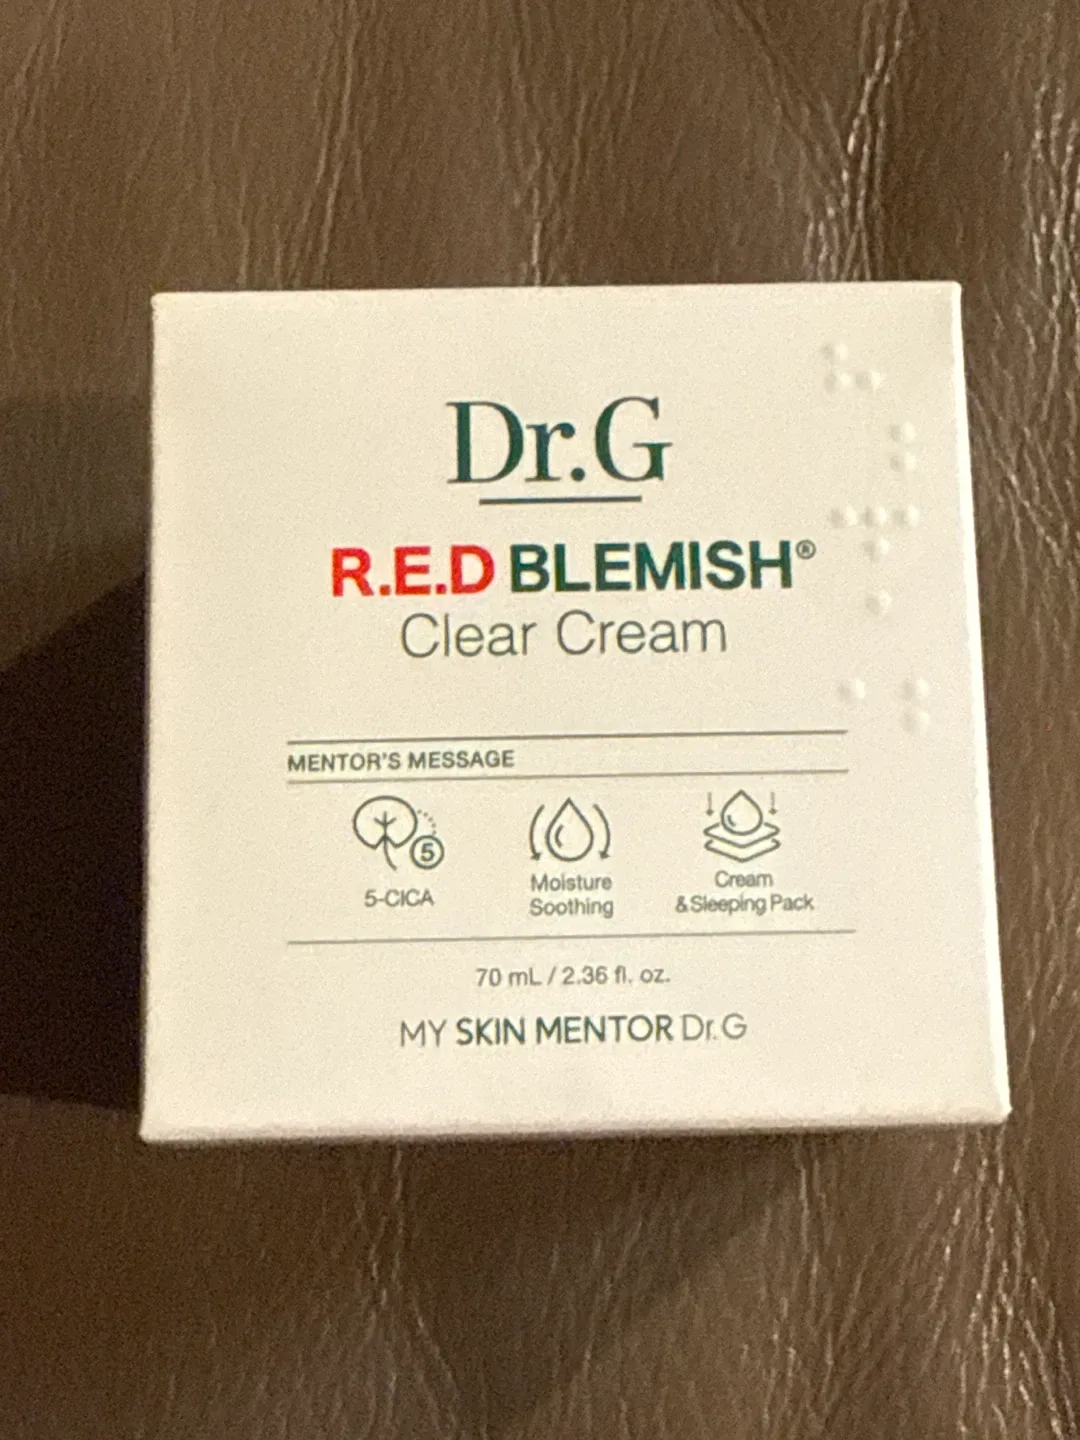 Dr.G
R.E.D BLEMISH®
Clear Cream
MENTOR'S MESSAGE
5
5-CICA
Moisture
Soothing
Cream
& Sleeping Pack
70 mL / 2.36 fl. oz.
MY SKIN MENTOR Dr.G